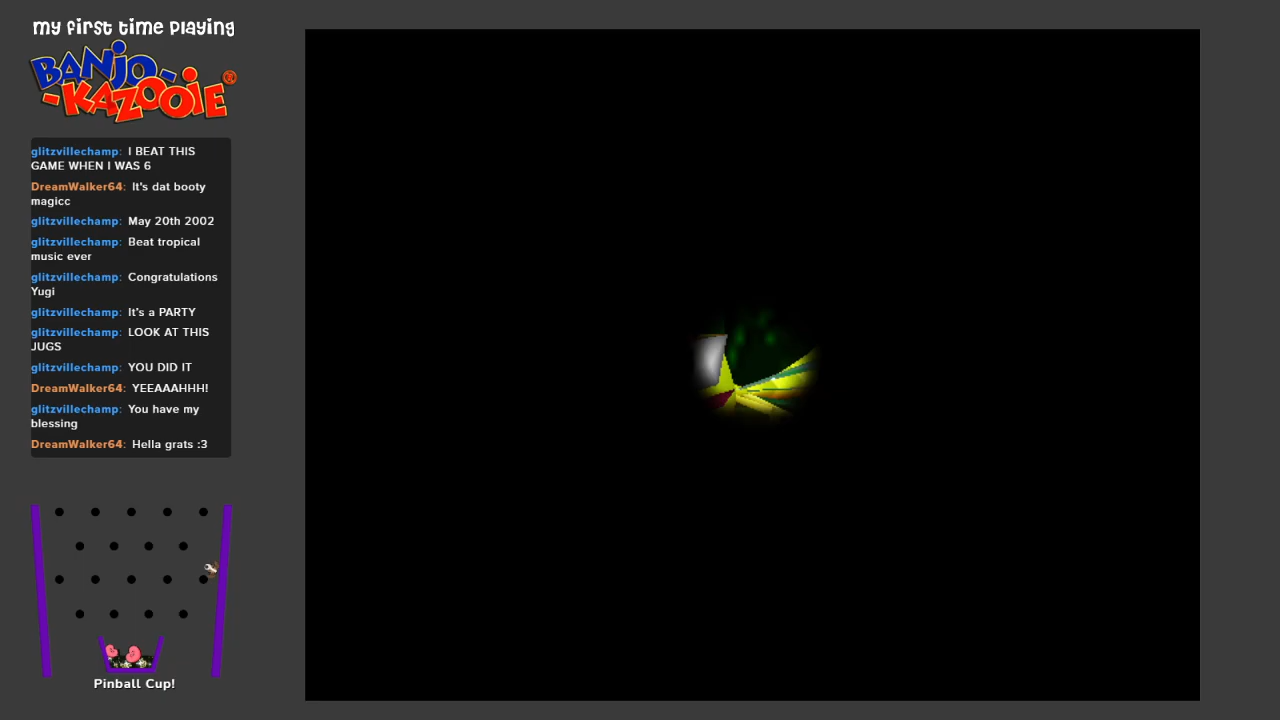 my first time playing
BANJO-
-KAZOOIE
glitzvillechamp: I BEAT THIS
GAME WHEN I WAS 6
DreamWalker64: It's dat booty
magicc
glitzvillechamp: May 20th 2002
glitzvillechamp: Beat tropical
music ever
glitzvillechamp: Congratulations
Yugi
glitzvillechamp: It's a PARTY
glitzvillechamp: LOOK AT THIS
JUGS
glitzvillechamp: YOU DID IT
DreamWalker64: YEEAAAHHH!
glitzvillechamp: You have my
blessing
DreamWalker64: Hella grats :3
Pinball Cup!